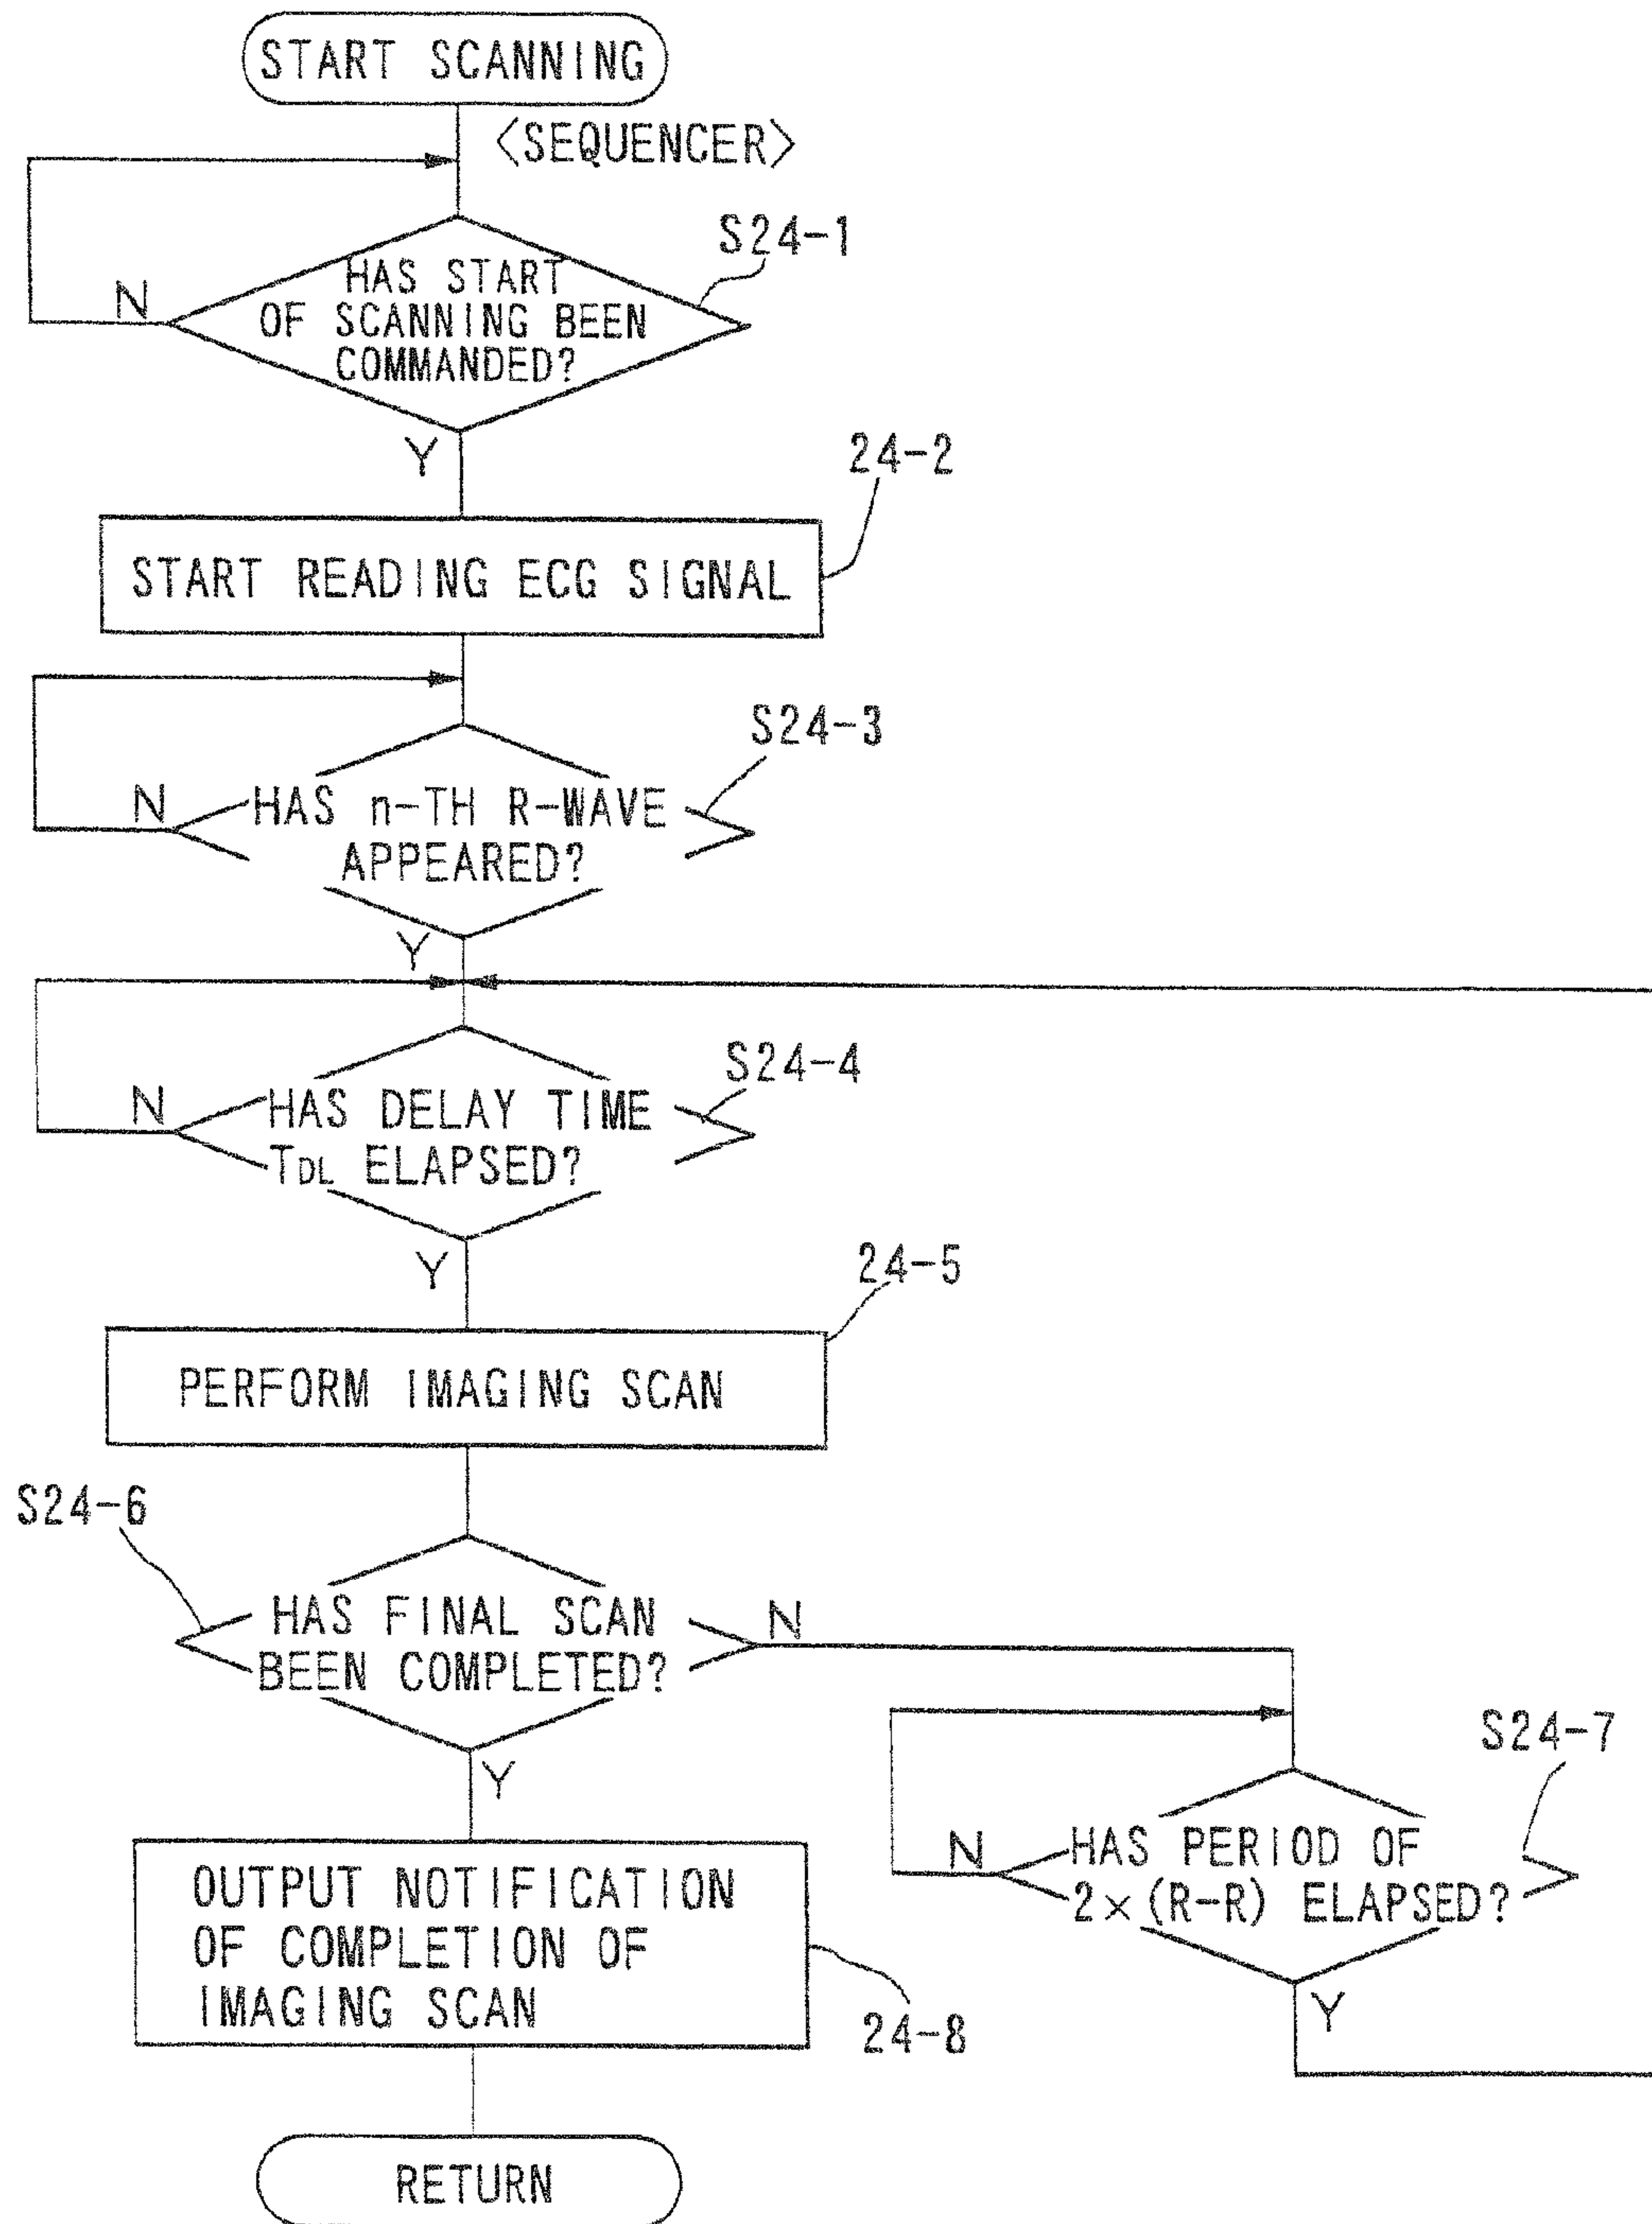 START SCANNING
<SEQUENCER>
S24-1
HAS START
OF SCANNING BEEN
COMMANDED?
N
Y
24-2
START READING ECG SIGNAL
S24-3
HAS n-TH R-WAVE
APPEARED?
N
Y
S24-4
HAS DELAY TIME
TDL ELAPSED?
N
Y
24-5
PERFORM IMAGING SCAN
S24-6
HAS FINAL SCAN
BEEN COMPLETED?
N
Y
S24-7
HAS PERIOD OF
2×(R-R) ELAPSED?
N
Y
OUTPUT NOTIFICATION
OF COMPLETION OF
IMAGING SCAN
24-8
RETURN